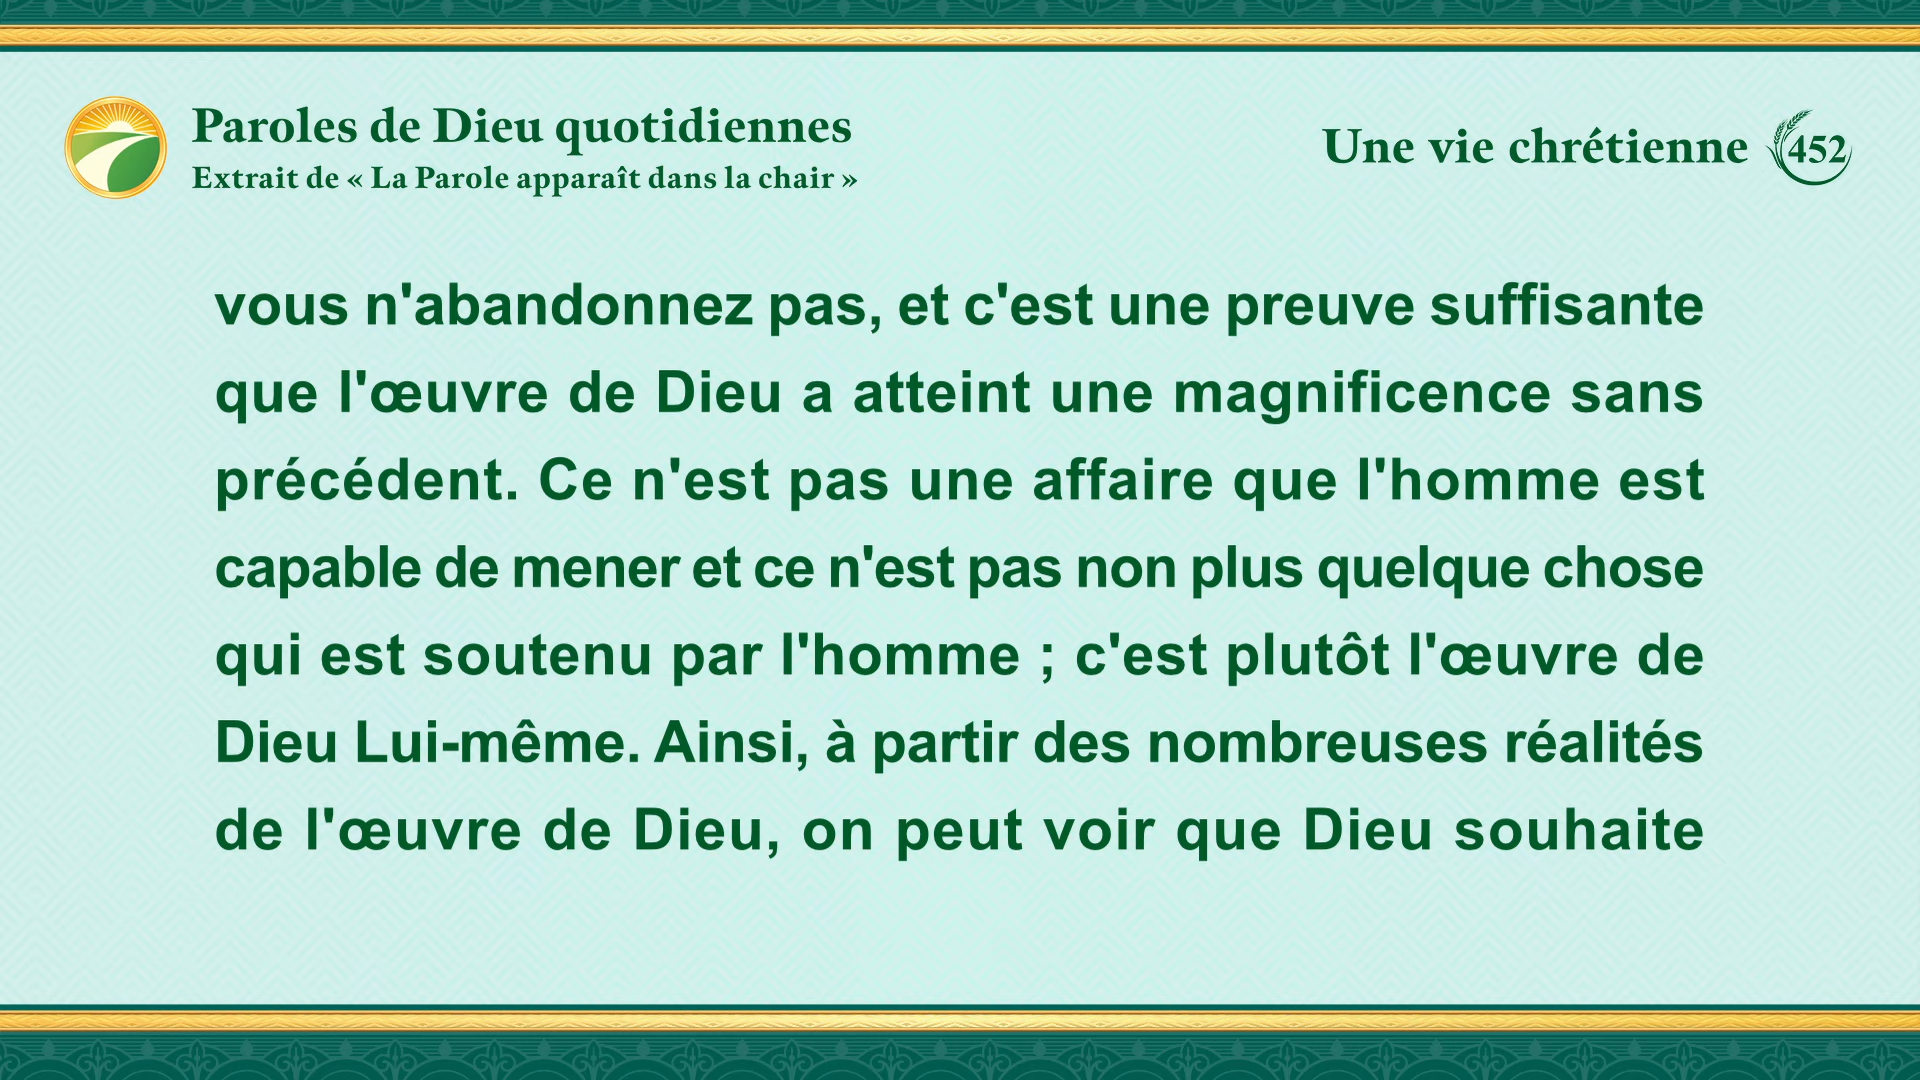 Paroles de Dieu quotidiennes
Extrait de « La Parole apparaît dans la chair »
Une vie chrétienne 452
vous n'abandonnez pas, et c'est une preuve suffisante
que l'œuvre de Dieu a atteint une magnificence sans
précédent. Ce n'est pas une affaire que l'homme est
capable de mener et ce n'est pas non plus quelque chose
qui est soutenu par l'homme ; c'est plutôt l'œuvre de
Dieu Lui-même. Ainsi, à partir des nombreuses réalités
de l'œuvre de Dieu, on peut voir que Dieu souhaite